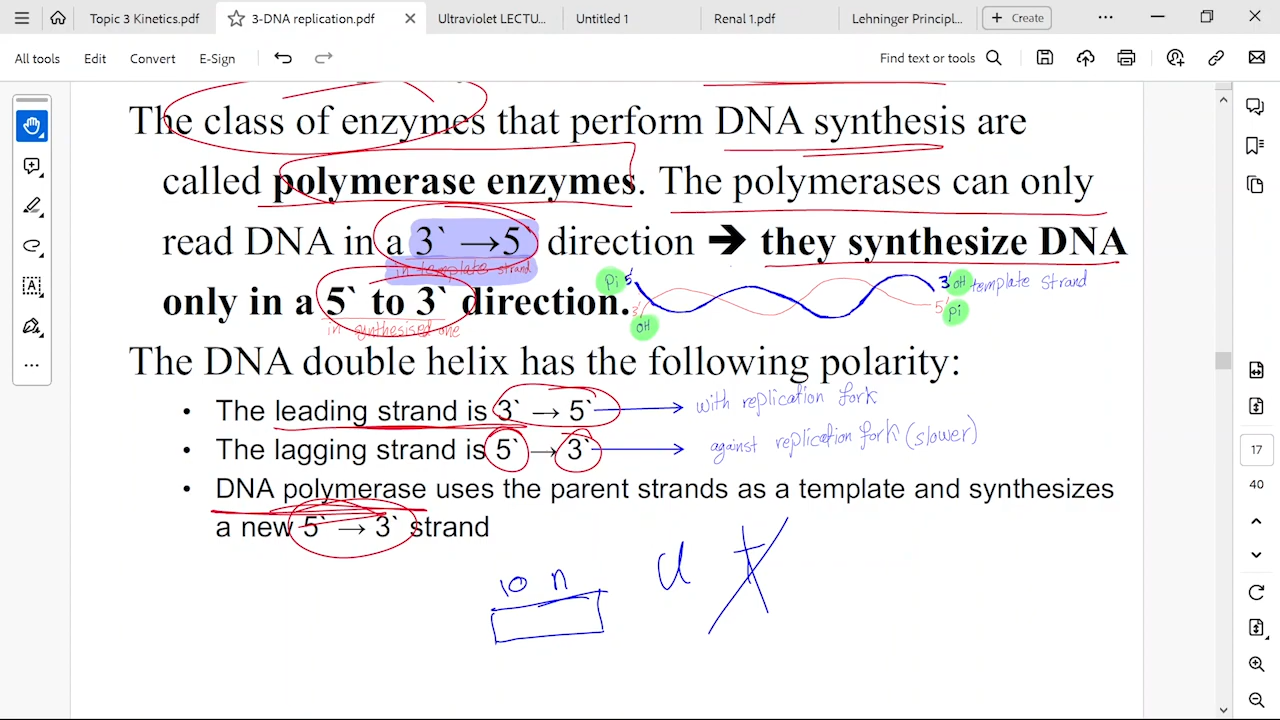 Topic 3 Kinetics.pdf 3-DNA replication.pdf Ultraviolet LECTU... Untitled 1 Renal 1.pdf Lehninger Principl... Create
All tools Edit Convert E-Sign Find text or tools
The class of enzymes that perform DNA synthesis are
called polymerase enzymes. The polymerases can only
read DNA in a 3` →5` direction ➔ they synthesize DNA
in template strand
Pi 5' 3' OH template strand
only in a 5` to 3` direction.
3' OH 5' Pi
in synthesised one
The DNA double helix has the following polarity:
• The leading strand is 3` → 5` with replication fork
• The lagging strand is 5` → 3` against replication fork (slower)
• DNA polymerase uses the parent strands as a template and synthesizes
a new 5` → 3` strand
10 n
17
40